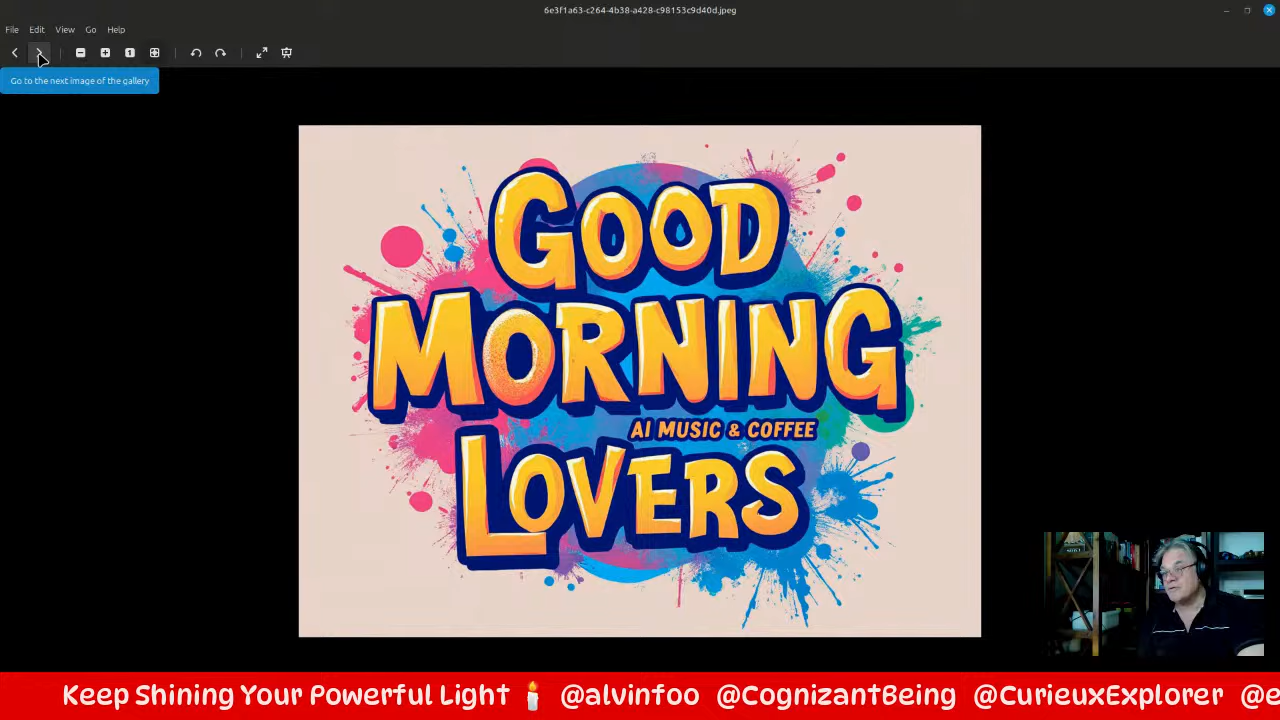 6e3f1a63-c264-4b38-a428-c98153c9d40d.jpeg
File Edit View Go Help
1
Go to the next image of the gallery
GOOD
MORNING
AI MUSIC & COFFEE
LOVERS
Keep Shining Your Powerful Light 🕯️ @alvinfoo @CognizantBeing @CurieuxExplorer @e